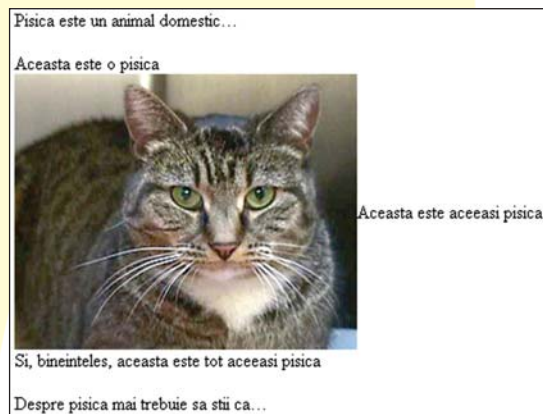 Pisica este un animal domestic…
Aceasta este o pisica
Aceasta este aceeasi pisica
Si, bineinteles, aceasta este tot aceeasi pisica
Despre pisica mai trebuie sa stii ca…